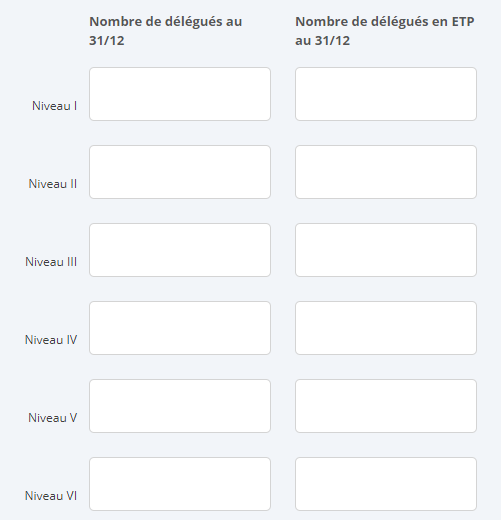 Nombre de délégués au
31/12
Nombre de délégués en ETP
au 31/12
Niveau I
Niveau II
Niveau III
Niveau IV
Niveau V
Niveau VI